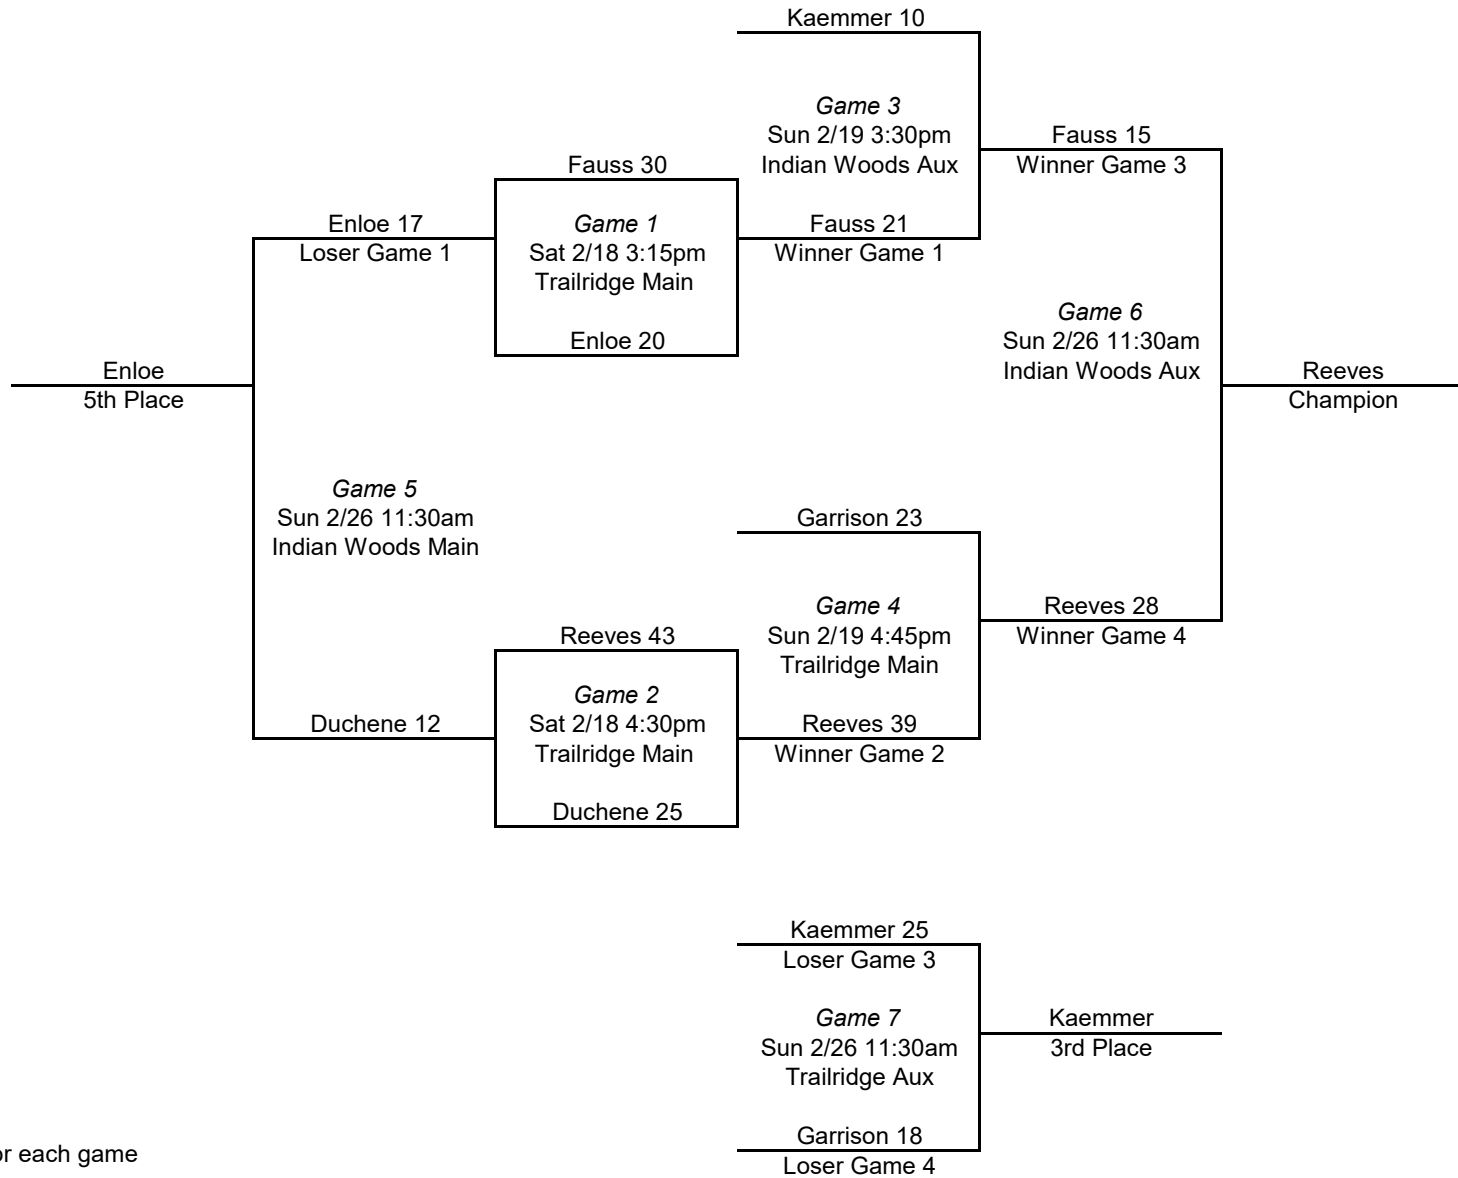 Kaemmer 10
Game 3
Sun 2/19 3:30pm
Indian Woods Aux
Fauss 15
Winner Game 3
Fauss 30
Enloe 17
Loser Game 1
Game 1
Sat 2/18 3:15pm
Trailridge Main
Fauss 21
Winner Game 1
Enloe 20
Game 6
Sun 2/26 11:30am
Indian Woods Aux
Enloe
5th Place
Reeves
Champion
Game 5
Sun 2/26 11:30am
Indian Woods Main
Garrison 23
Game 4
Sun 2/19 4:45pm
Trailridge Main
Reeves 28
Winner Game 4
Reeves 43
Game 2
Sat 2/18 4:30pm
Trailridge Main
Duchene 12
Reeves 39
Winner Game 2
Duchene 25
Kaemmer 25
Loser Game 3
Game 7
Sun 2/26 11:30am
Trailridge Aux
Kaemmer
3rd Place
Garrison 18
Loser Game 4
each game